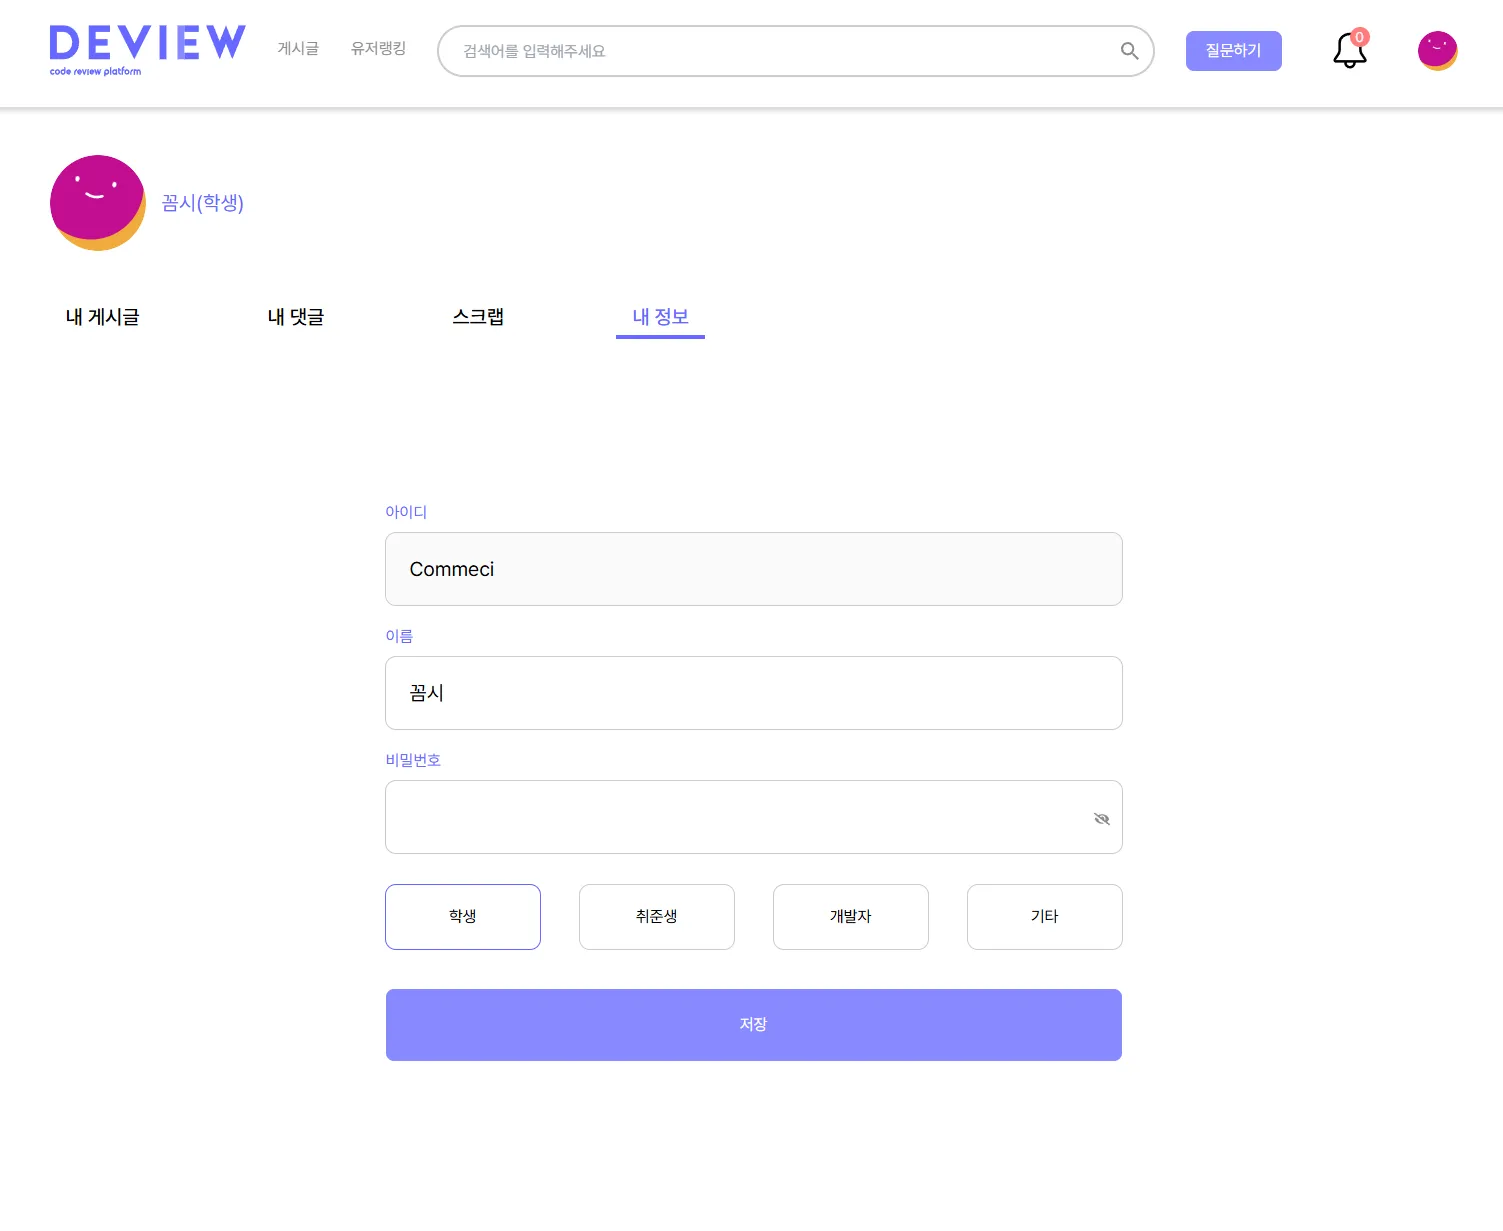 DEVIEW
code review platform
게시글
유저랭킹
검색어를 입력해주세요
질문하기
0
꼼시(학생)
내 게시글
내 댓글
스크랩
내 정보
아이디
Commeci
이름
꼼시
비밀번호
학생
취준생
개발자
기타
저장